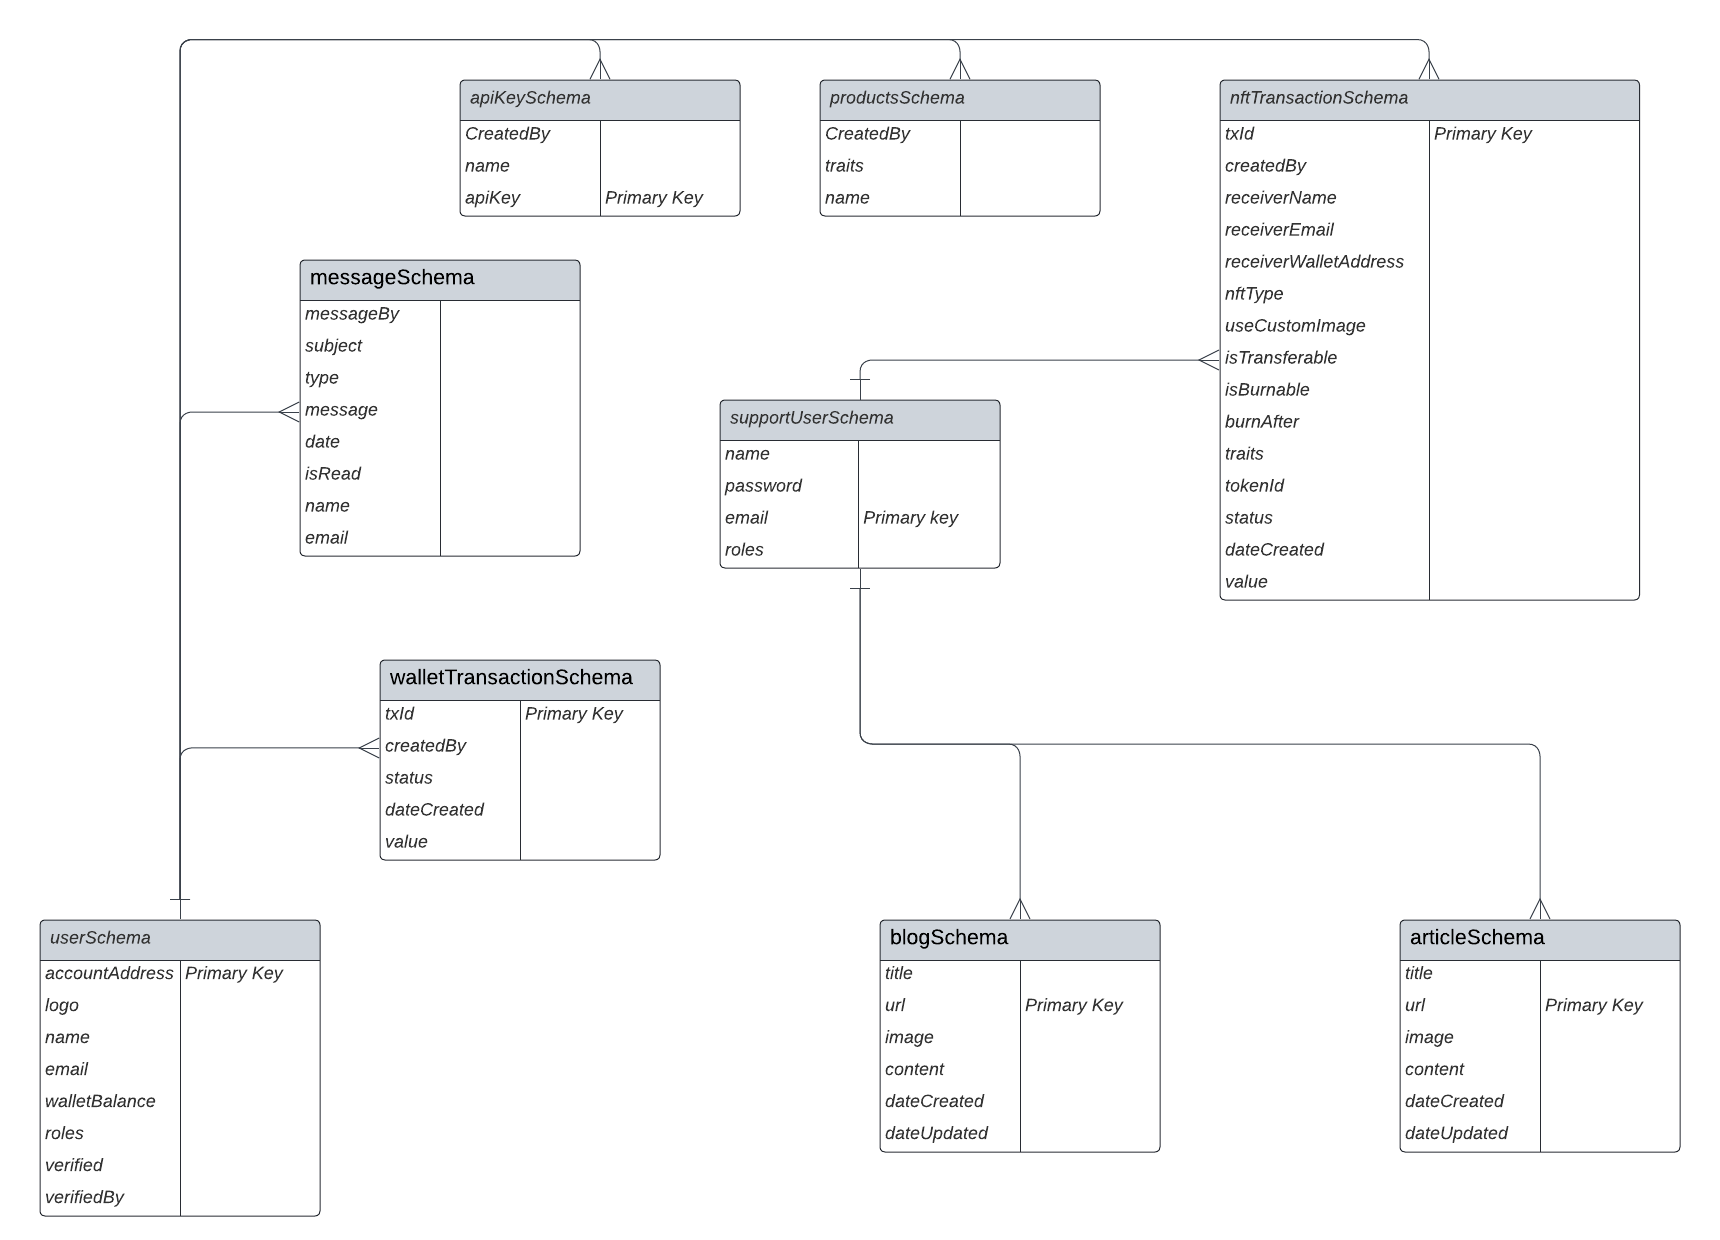 apiKeySchema
CreatedBy
name
apiKey Primary Key
productsSchema
CreatedBy
traits
name
nftTransactionSchema
txId Primary Key
createdBy
receiverName
receiverEmail
receiverWalletAddress
nftType
useCustomImage
isTransferable
isBurnable
burnAfter
traits
tokenId
status
dateCreated
value
messageSchema
messageBy
subject
type
message
date
isRead
name
email
supportUserSchema
name
password
email Primary key
roles
walletTransactionSchema
txId Primary Key
createdBy
status
dateCreated
value
userSchema
accountAddress Primary Key
logo
name
email
walletBalance
roles
verified
verifiedBy
blogSchema
title
url Primary Key
image
content
dateCreated
dateUpdated
articleSchema
title
url Primary Key
image
content
dateCreated
dateUpdated